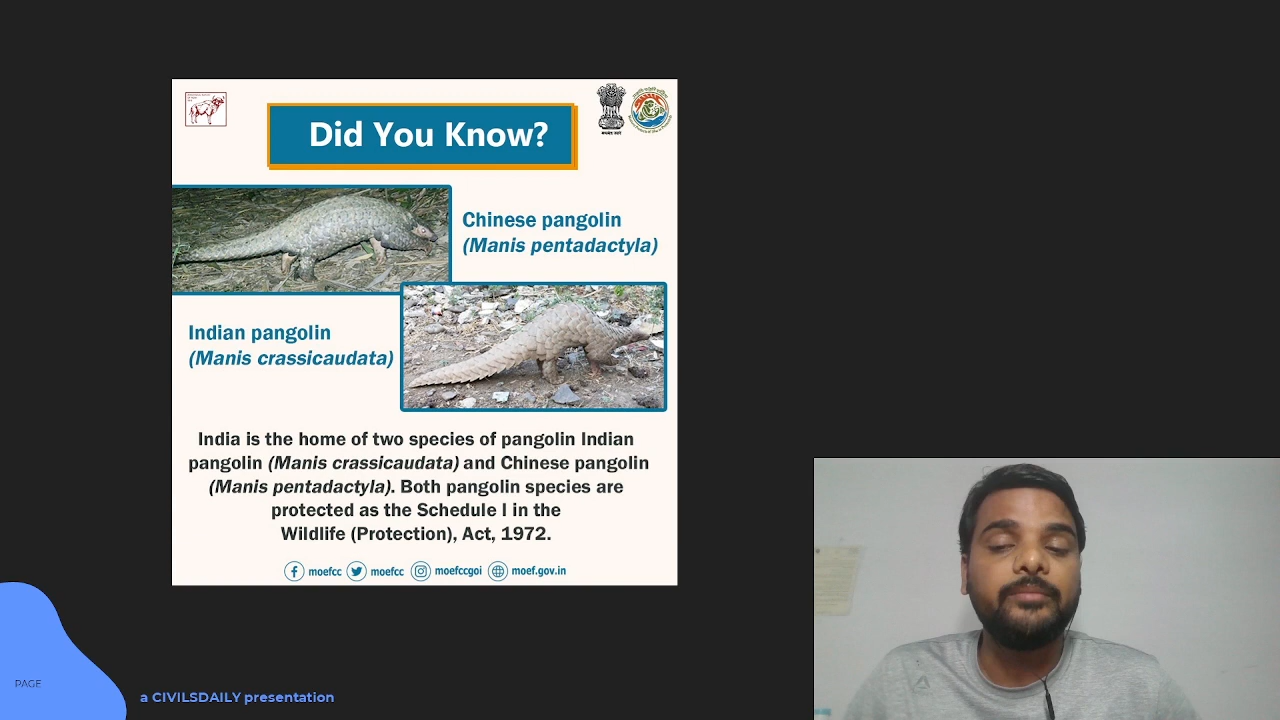 Did You Know?
Chinese pangolin
(Manis pentadactyla)
Indian pangolin
(Manis crassicaudata)
India is the home of two species of pangolin Indian
pangolin (Manis crassicaudata) and Chinese pangolin
(Manis pentadactyla). Both pangolin species are
protected as the Schedule I in the
Wildlife (Protection), Act, 1972.
moefcc moefcc moefccgoi moef.gov.in
PAGE
a CIVILSDAILY presentation